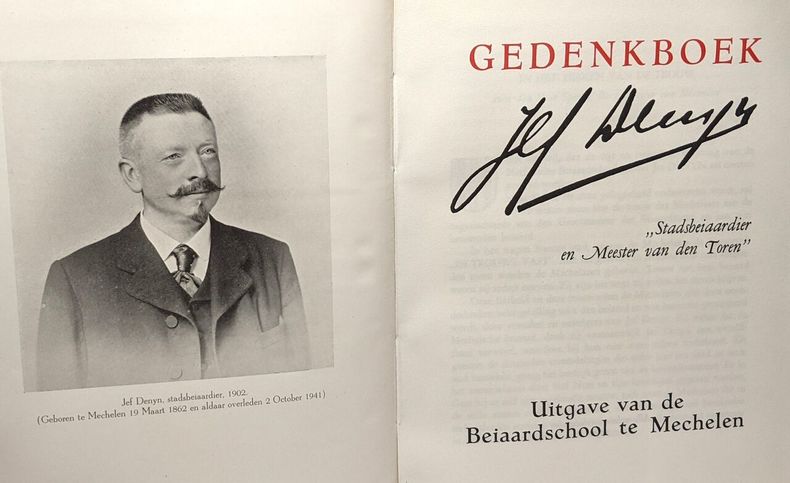 Jef Denyn, stadsbeiaardier, 1902.
(Geboren te Mechelen 19 Maart 1862 en aldaar overleden 2 October 1941)
GEDENKBOEK
Jef Denyn
„Stadsbeiaardier
en Meester van den Toren”
Uitgave van de
Beiaardschool te Mechelen